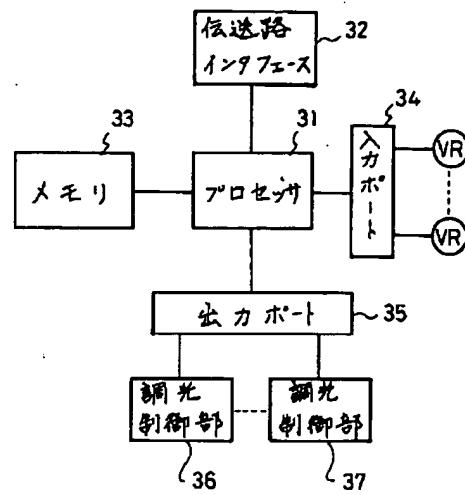 伝送路
インタフェース
32
33
31
34
メモリ
プロセッサ
入力ポート
VR
VR
出力ポート
35
調光
制御部
調光
制御部
36
37